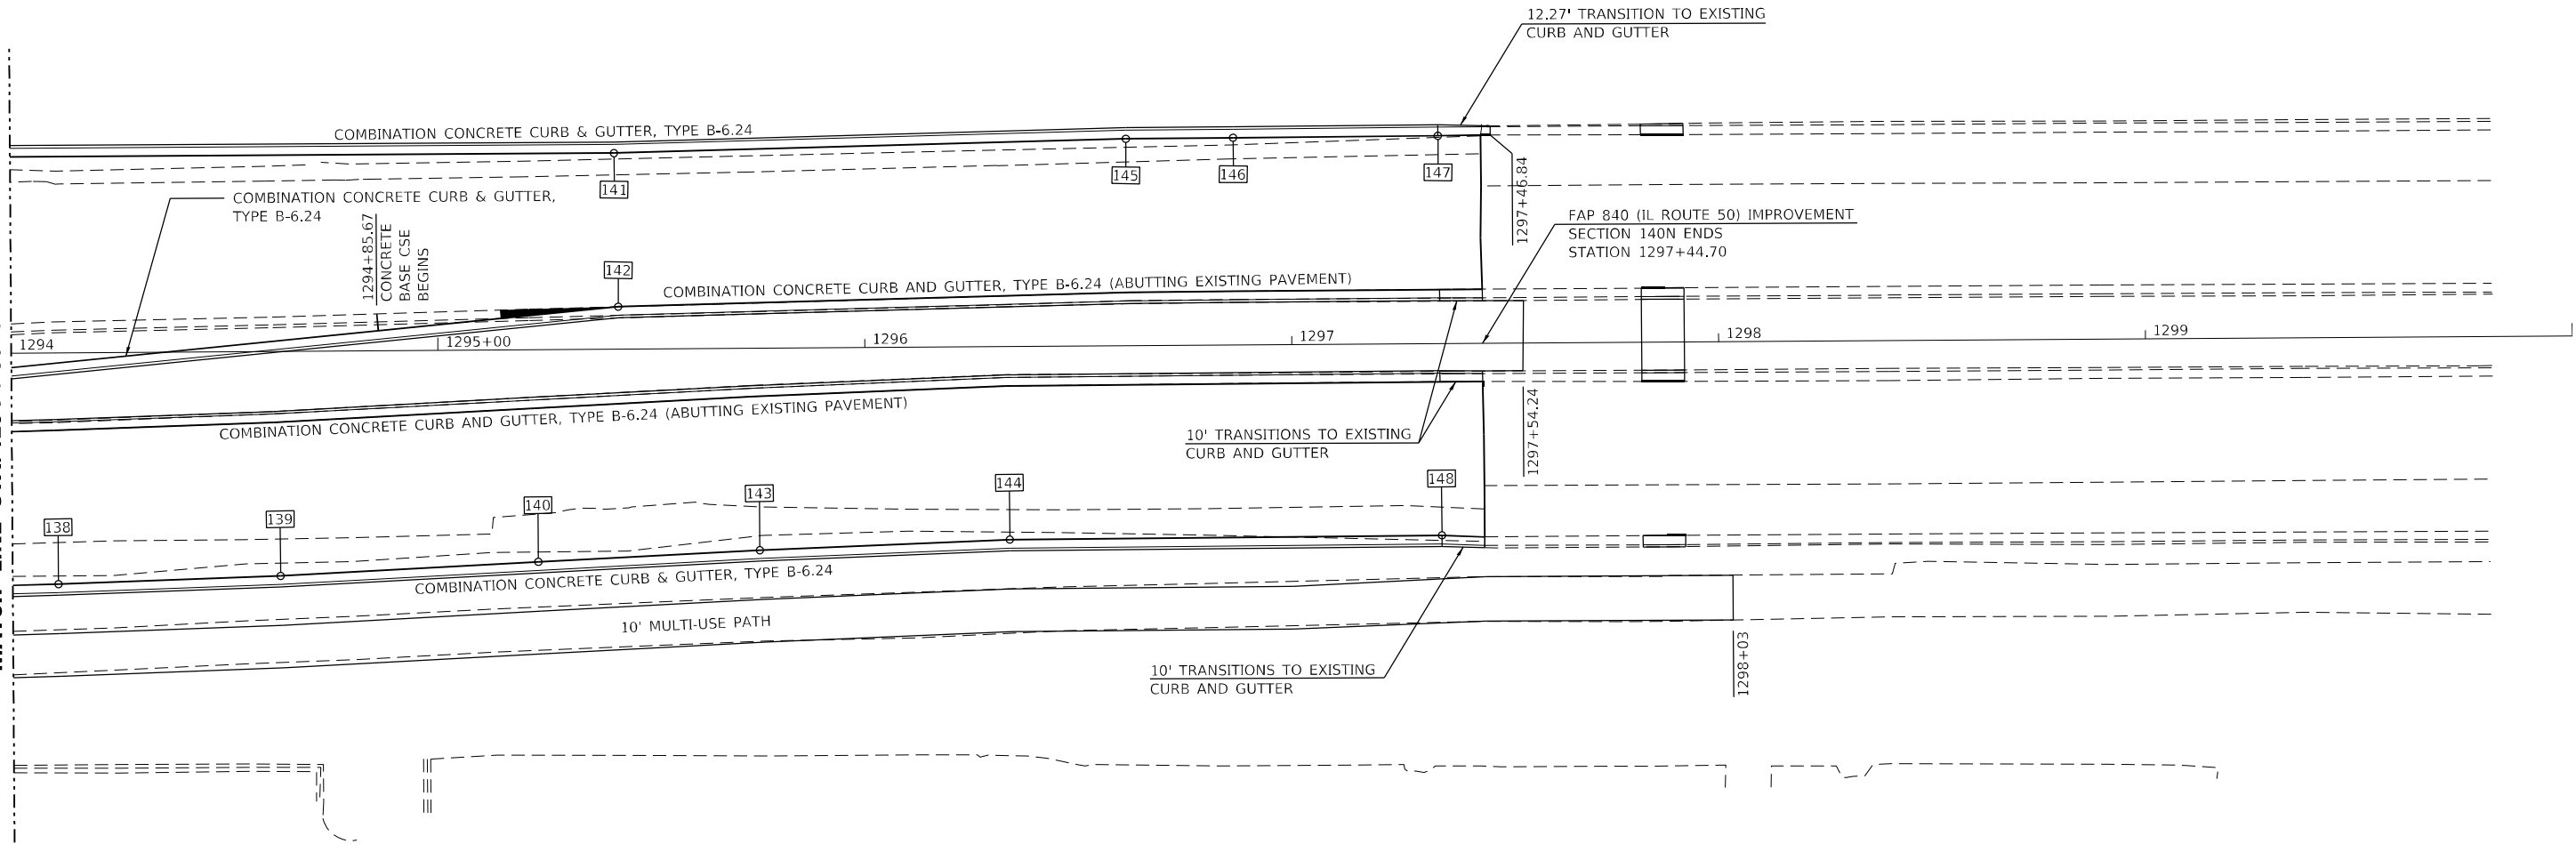 12.27' TRANSITION TO EXISTING
CURB AND GUTTER
COMBINATION CONCRETE CURB & GUTTER, TYPE B-6.24
141
145
146
147
1297+46.84
COMBINATION CONCRETE CURB & GUTTER,
TYPE B-6.24
1294+85.67
CONCRETE
BASE CSE
BEGINS
FAP 840 (IL ROUTE 50) IMPROVEMENT
SECTION 140N ENDS
STATION 1297+44.70
142
COMBINATION CONCRETE CURB AND GUTTER, TYPE B-6.24 (ABUTTING EXISTING PAVEMENT)
1294
1295+00
1296
1297
1298
1299
COMBINATION CONCRETE CURB AND GUTTER, TYPE B-6.24 (ABUTTING EXISTING PAVEMENT)
10' TRANSITIONS TO EXISTING
CURB AND GUTTER
1297+54.24
138
139
140
143
144
148
COMBINATION CONCRETE CURB & GUTTER, TYPE B-6.24
10' MULTI-USE PATH
10' TRANSITIONS TO EXISTING
CURB AND GUTTER
1298+03